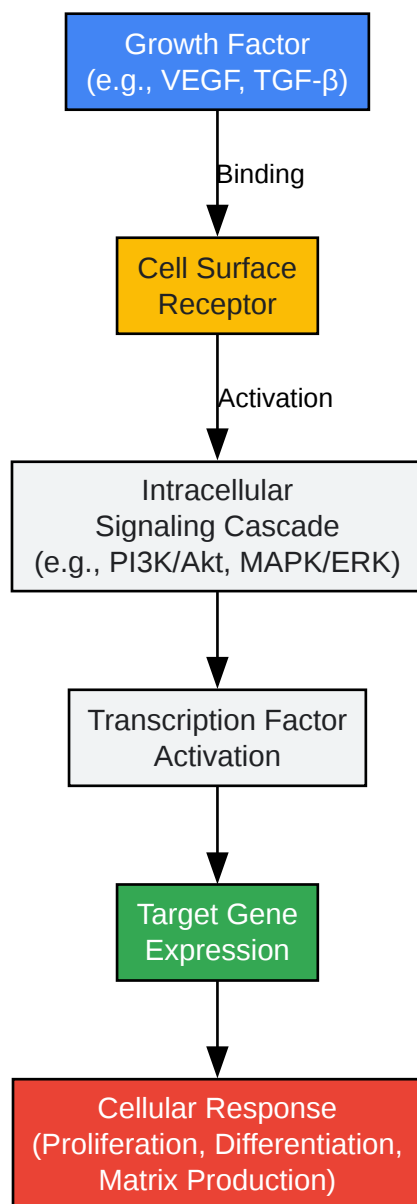 Growth Factor
(e.g., VEGF, TGF-β)
Binding
Cell Surface
Receptor
Activation
Intracellular
Signaling Cascade
(e.g., PI3K/Akt, MAPK/ERK)
Transcription Factor
Activation
Target Gene
Expression
Cellular Response
(Proliferation, Differentiation,
Matrix Production)